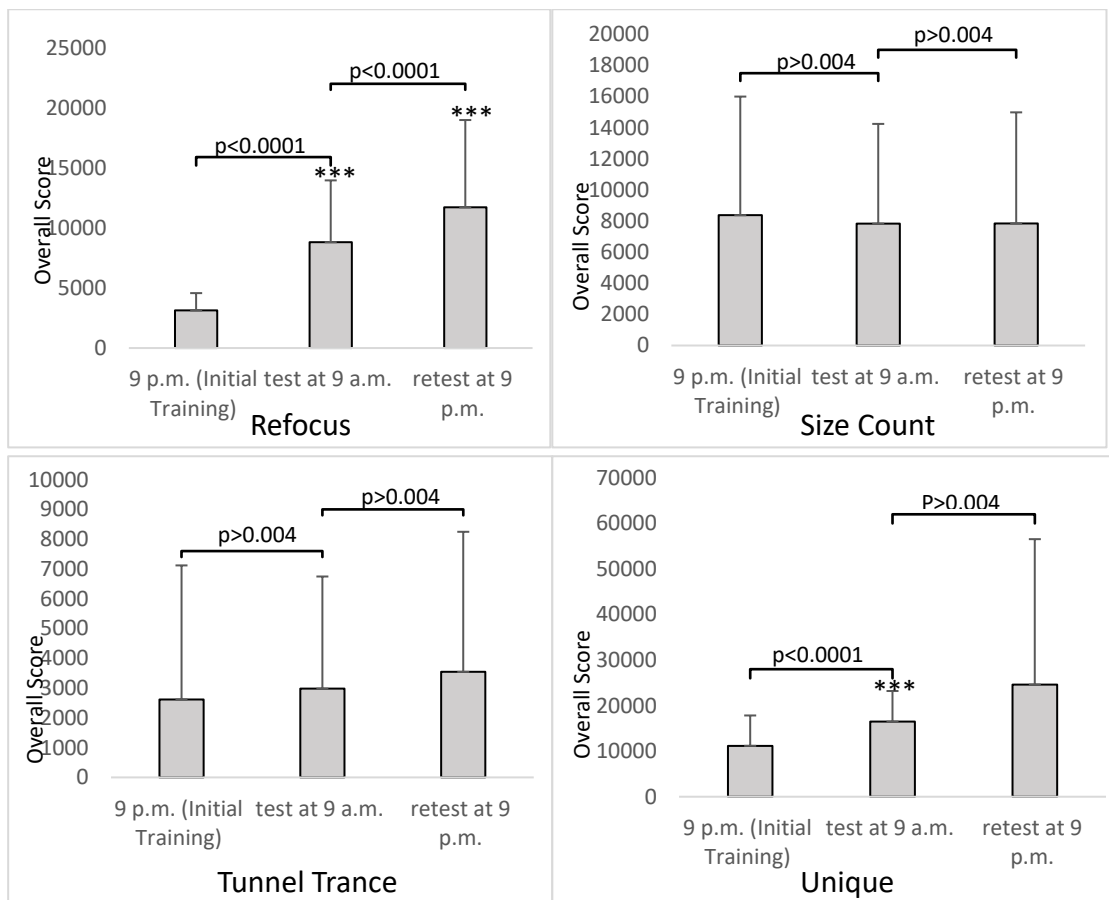 25000
20000
15000
10000
5000
0
Overall Score
p<0.0001
p<0.0001
***
***
9 p.m. (Initial Training)
test at 9 a.m.
retest at 9 p.m.
Refocus
20000
18000
16000
14000
12000
10000
8000
6000
4000
2000
0
Overall Score
p>0.004
p>0.004
9 p.m. (Initial Training)
test at 9 a.m.
retest at 9 p.m.
Size Count
10000
9000
8000
7000
6000
5000
4000
3000
2000
1000
0
Overall Score
p>0.004
p>0.004
9 p.m. (Initial Training)
test at 9 a.m.
retest at 9 p.m.
Tunnel Trance
70000
60000
50000
40000
30000
20000
10000
0
Overall Score
P>0.004
p<0.0001
***
9 p.m. (Initial Training)
test at 9 a.m.
retest at 9 p.m.
Unique